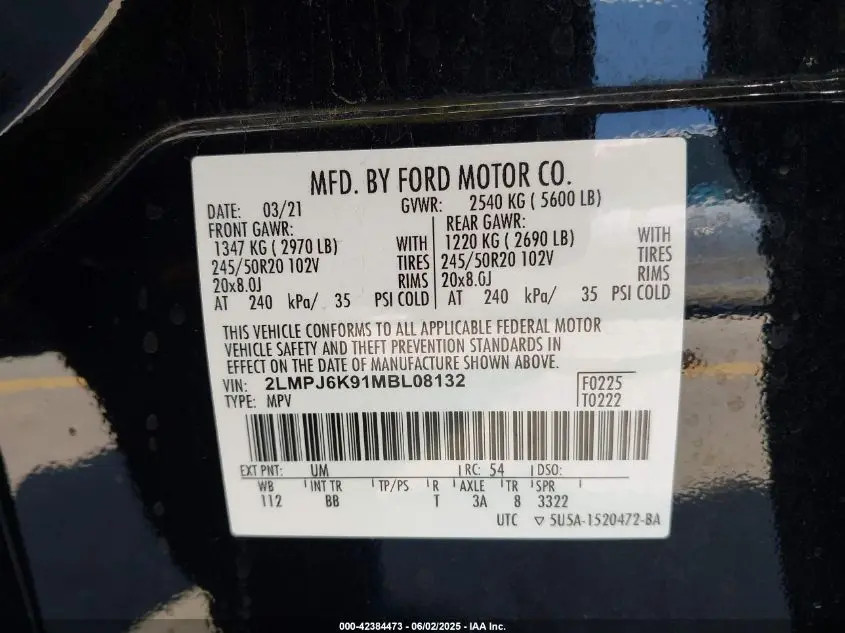 MFD. BY FORD MOTOR CO.
DATE: 03/21 GVWR: 2540 KG ( 5600 LB)
FRONT GAWR: REAR GAWR:
1347 KG ( 2970 LB) WITH 1220 KG ( 2690 LB) WITH
245/50R20 102V TIRES 245/50R20 102V TIRES
20x8.0J RIMS 20x8.0J RIMS
AT 240 kPa/ 35 PSI COLD AT 240 kPa/ 35 PSI COLD
THIS VEHICLE CONFORMS TO ALL APPLICABLE FEDERAL MOTOR
VEHICLE SAFETY AND THEFT PREVENTION STANDARDS IN
EFFECT ON THE DATE OF MANUFACTURE SHOWN ABOVE.
VIN: 2LMPJ6K91MBL08132 F0225
TYPE: MPV T0222
EXT PNT: UM RC: 54 DSO:
WB INT TR TP/PS R AXLE TR SPR
112 BB T 3A 8 3322
UTC ▽ 5U5A-1520472-BA
000-42384473 - 06/02/2025 - IAA Inc.